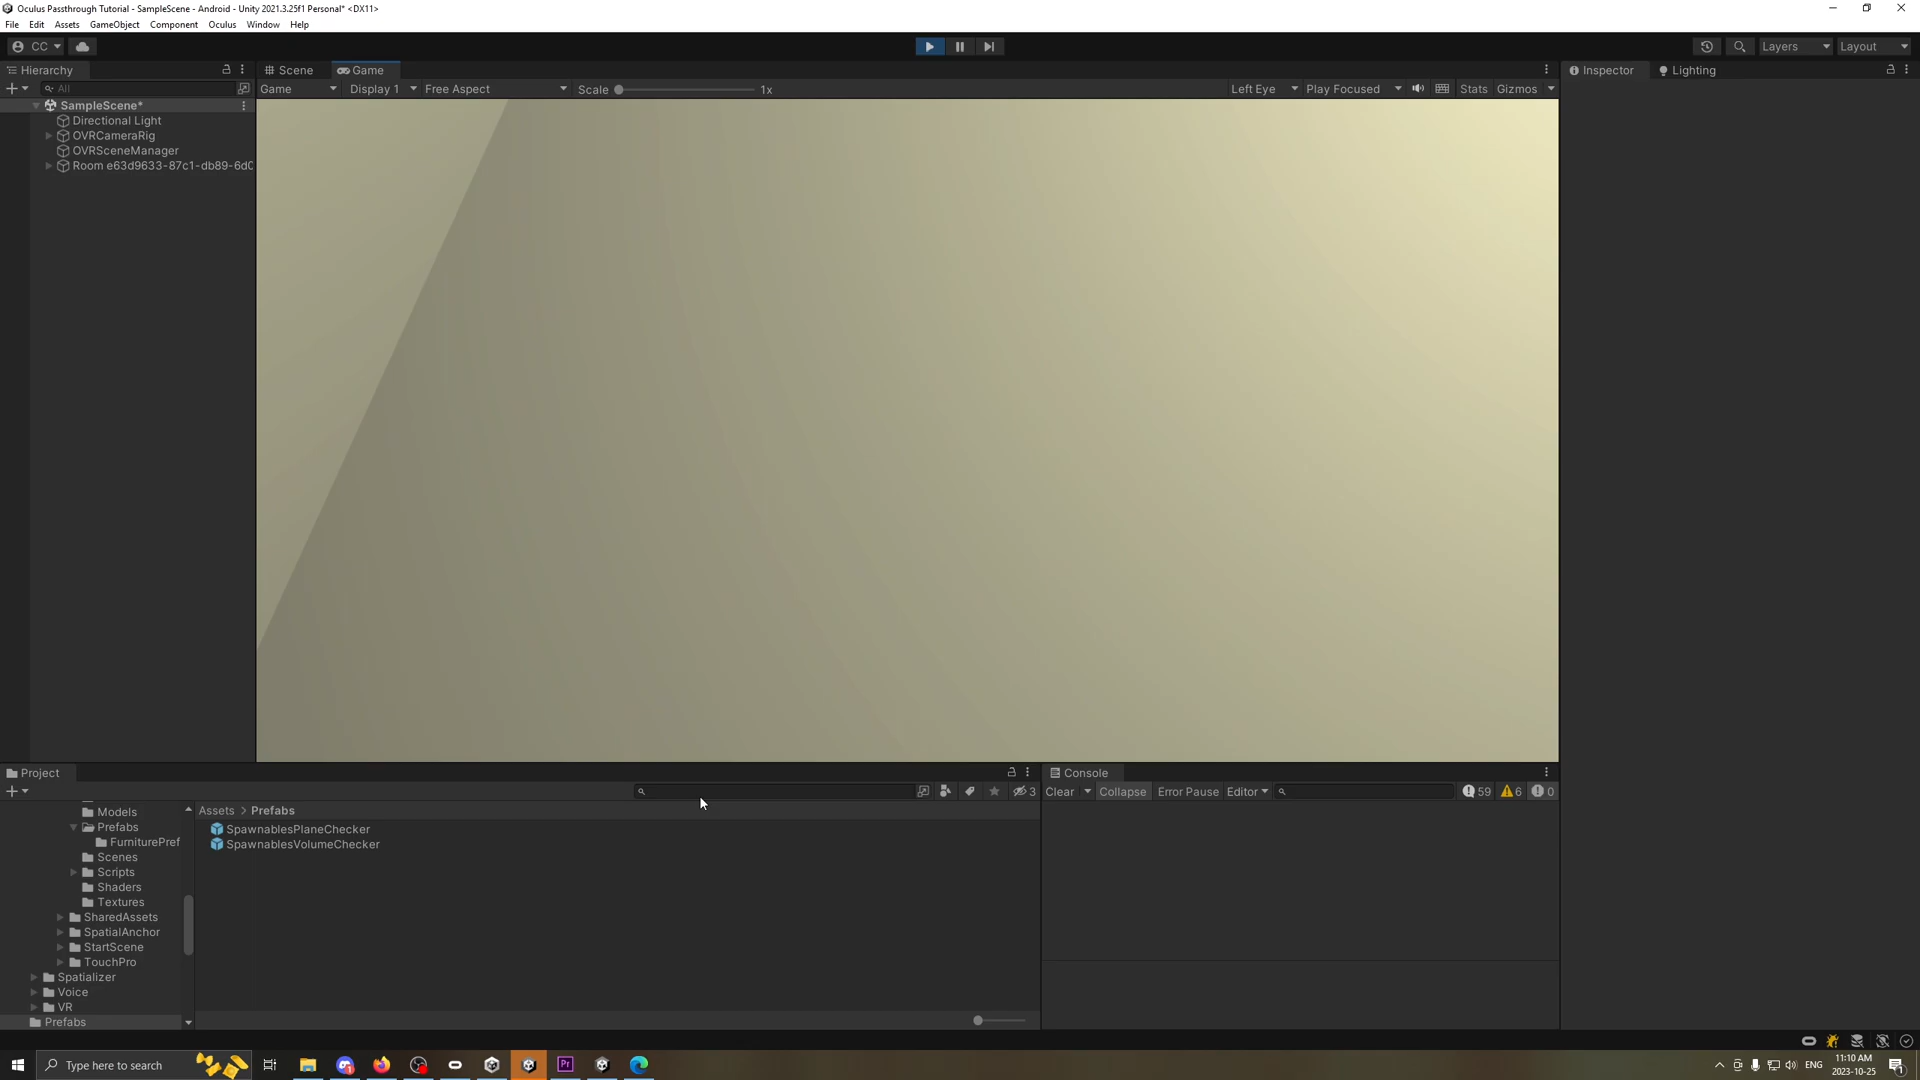 Oculus Passthrough Tutorial - SampleScene - Android - Unity 2021.3.25f1 Personal* <DX11>
File Edit Assets GameObject Component Oculus Window Help
CC Layers Layout
Hierarchy Scene Game Inspector Lighting
All Game Display 1 Free Aspect Scale 1x Left Eye Play Focused Stats Gizmos
SampleScene*
Directional Light
OVRCameraRig
OVRSceneManager
Room e63d9633-87c1-db89-6d0
Project Console
3 Clear Collapse Error Pause Editor 59 6 0
Models
Prefabs
FurniturePref
Scenes
Scripts
Shaders
Textures
SharedAssets
SpatialAnchor
StartScene
TouchPro
Spatializer
Voice
VR
Prefabs
Assets > Prefabs
SpawnablesPlaneChecker
SpawnablesVolumeChecker
Type here to search
Pr
ENG
11:10 AM
2023-10-25
1